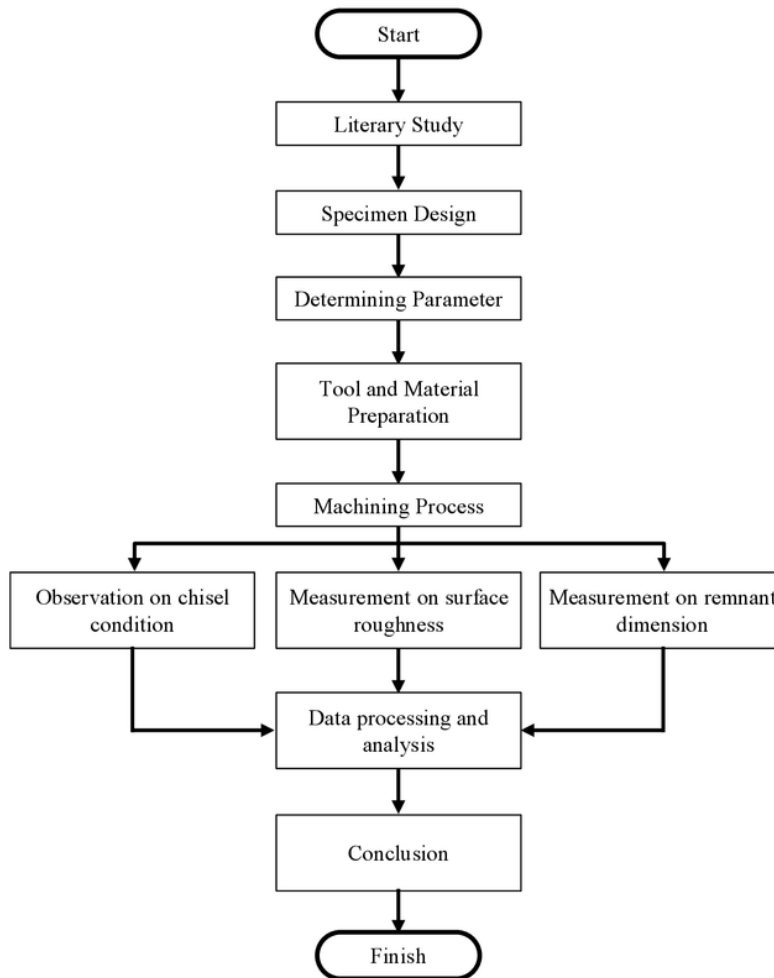 Start
Literary Study
Specimen Design
Determining Parameter
Tool and Material
Preparation
Machining Process
Observation on chisel
condition
Measurement on surface
roughness
Measurement on remnant
dimension
Data processing and
analysis
Conclusion
Finish